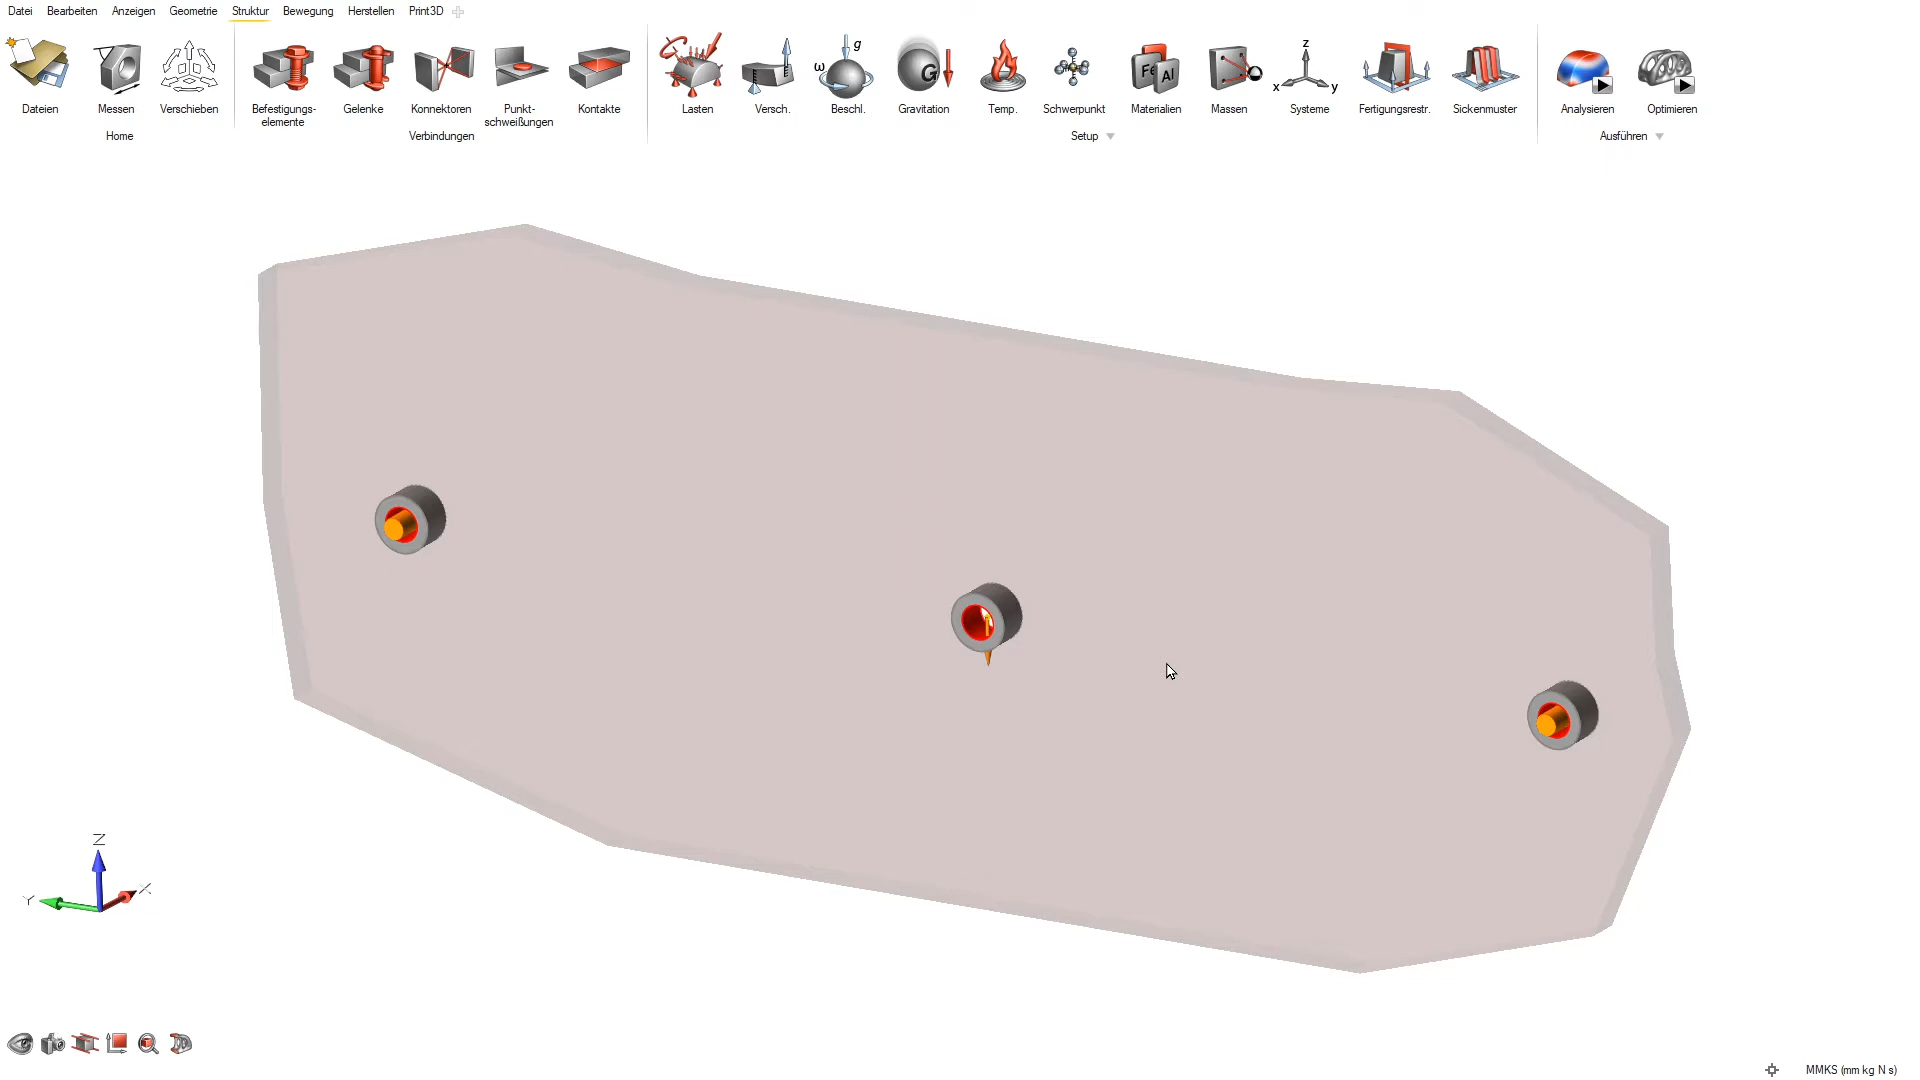 Datei Bearbeiten Anzeigen Geometrie Struktur Bewegung Herstellen Print3D
g
ω
G
Fe
Al
z
x
y
Dateien Messen Verschieben Befestigungs- Gelenke Konnektoren Punkt- Kontakte Lasten Versch. Beschl. Gravitation Temp. Schwerpunkt Materialien Massen Systeme Fertigungsrestr. Sickenmuster Analysieren Optimieren
elemente schweißungen
Home Verbindungen Setup Ausführen
Z
Y
X
MMKS (mm kg N s)